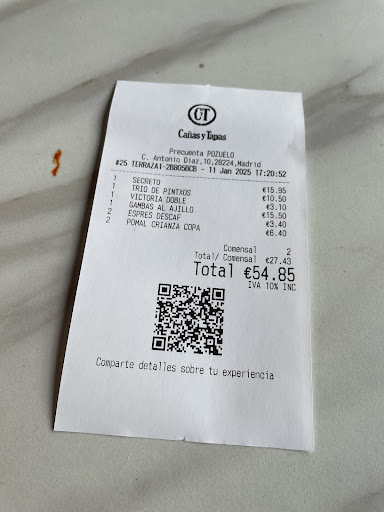 CT
Cañas y Tapas
Precuenta POZUELO
C. Antonio Diaz,10,28224,Madrid
#25 TERRAZA1-288056CB - 11 Jan 2025 17:20:52
1 SECRETO €15.95
1 TRIO DE PINTXOS €10.50
1 VICTORIA DOBLE €3.10
1 GAMBAS AL AJILLO €15.50
2 ESPRES DESCAF €3.40
2 POMAL CRIANZA COPA €6.40
Comensal 2
Total/ Comensal €27.43
Total €54.85
IVA 10% INC
Comparte detalles sobre tu experiencia